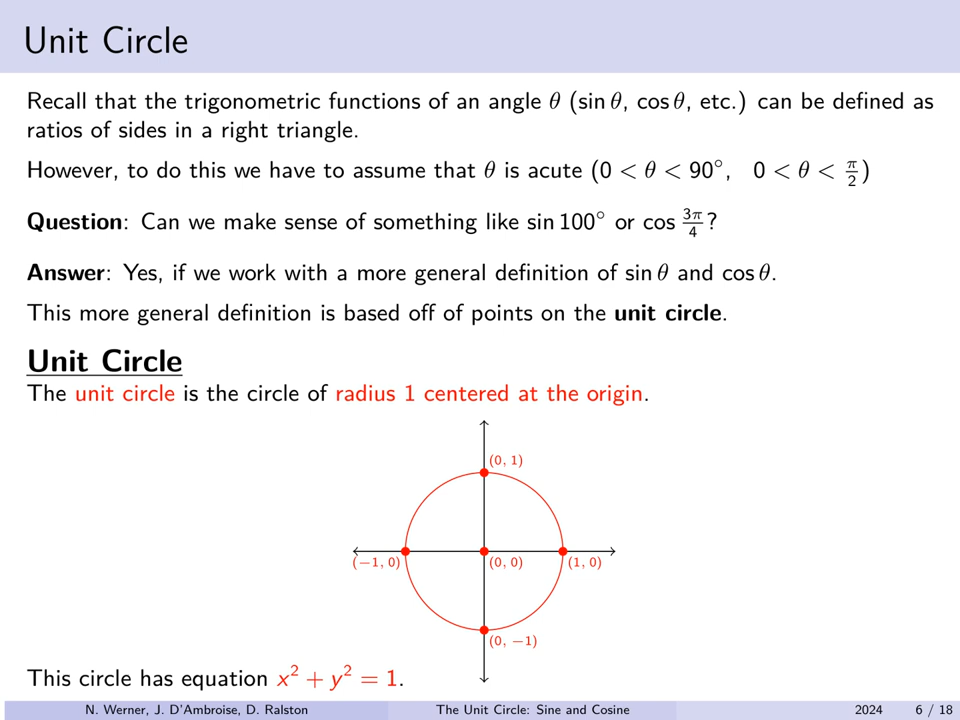 Unit Circle
Recall that the trigonometric functions of an angle θ (sin θ, cos θ, etc.) can be defined as
ratios of sides in a right triangle.
However, to do this we have to assume that θ is acute (0 < θ < 90°, 0 < θ < π/2)
Question: Can we make sense of something like sin 100° or cos 3π/4?
Answer: Yes, if we work with a more general definition of sin θ and cos θ.
This more general definition is based off of points on the unit circle.
Unit Circle
The unit circle is the circle of radius 1 centered at the origin.
(0, 1)
(−1, 0)
(0, 0)
(1, 0)
(0, −1)
This circle has equation x² + y² = 1.
N. Werner, J. D'Ambroise, D. Ralston
The Unit Circle: Sine and Cosine
2024
6 / 18